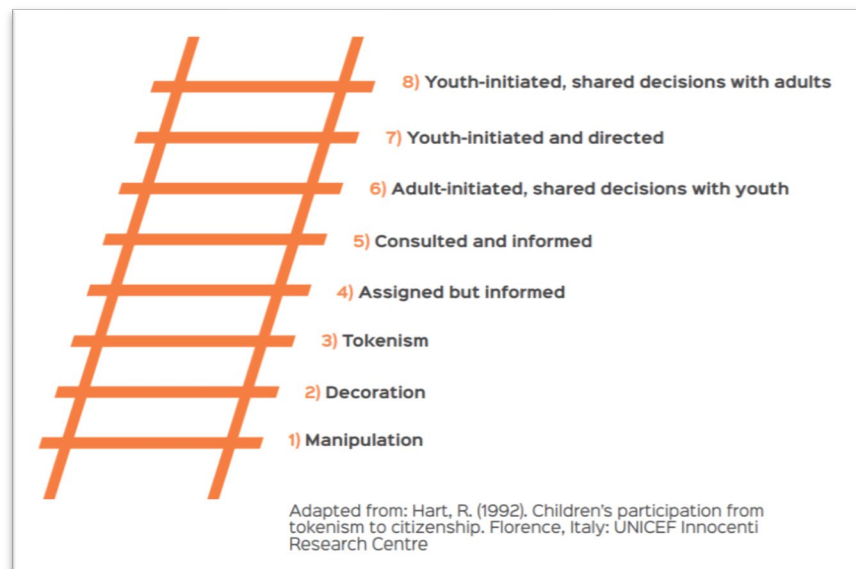 8) Youth-initiated, shared decisions with adults
7) Youth-initiated and directed
6) Adult-initiated, shared decisions with youth
5) Consulted and informed
4) Assigned but informed
3) Tokenism
2) Decoration
1) Manipulation
Adapted from: Hart, R. (1992). Children's participation from
tokenism to citizenship. Florence, Italy: UNICEF Innocenti
Research Centre